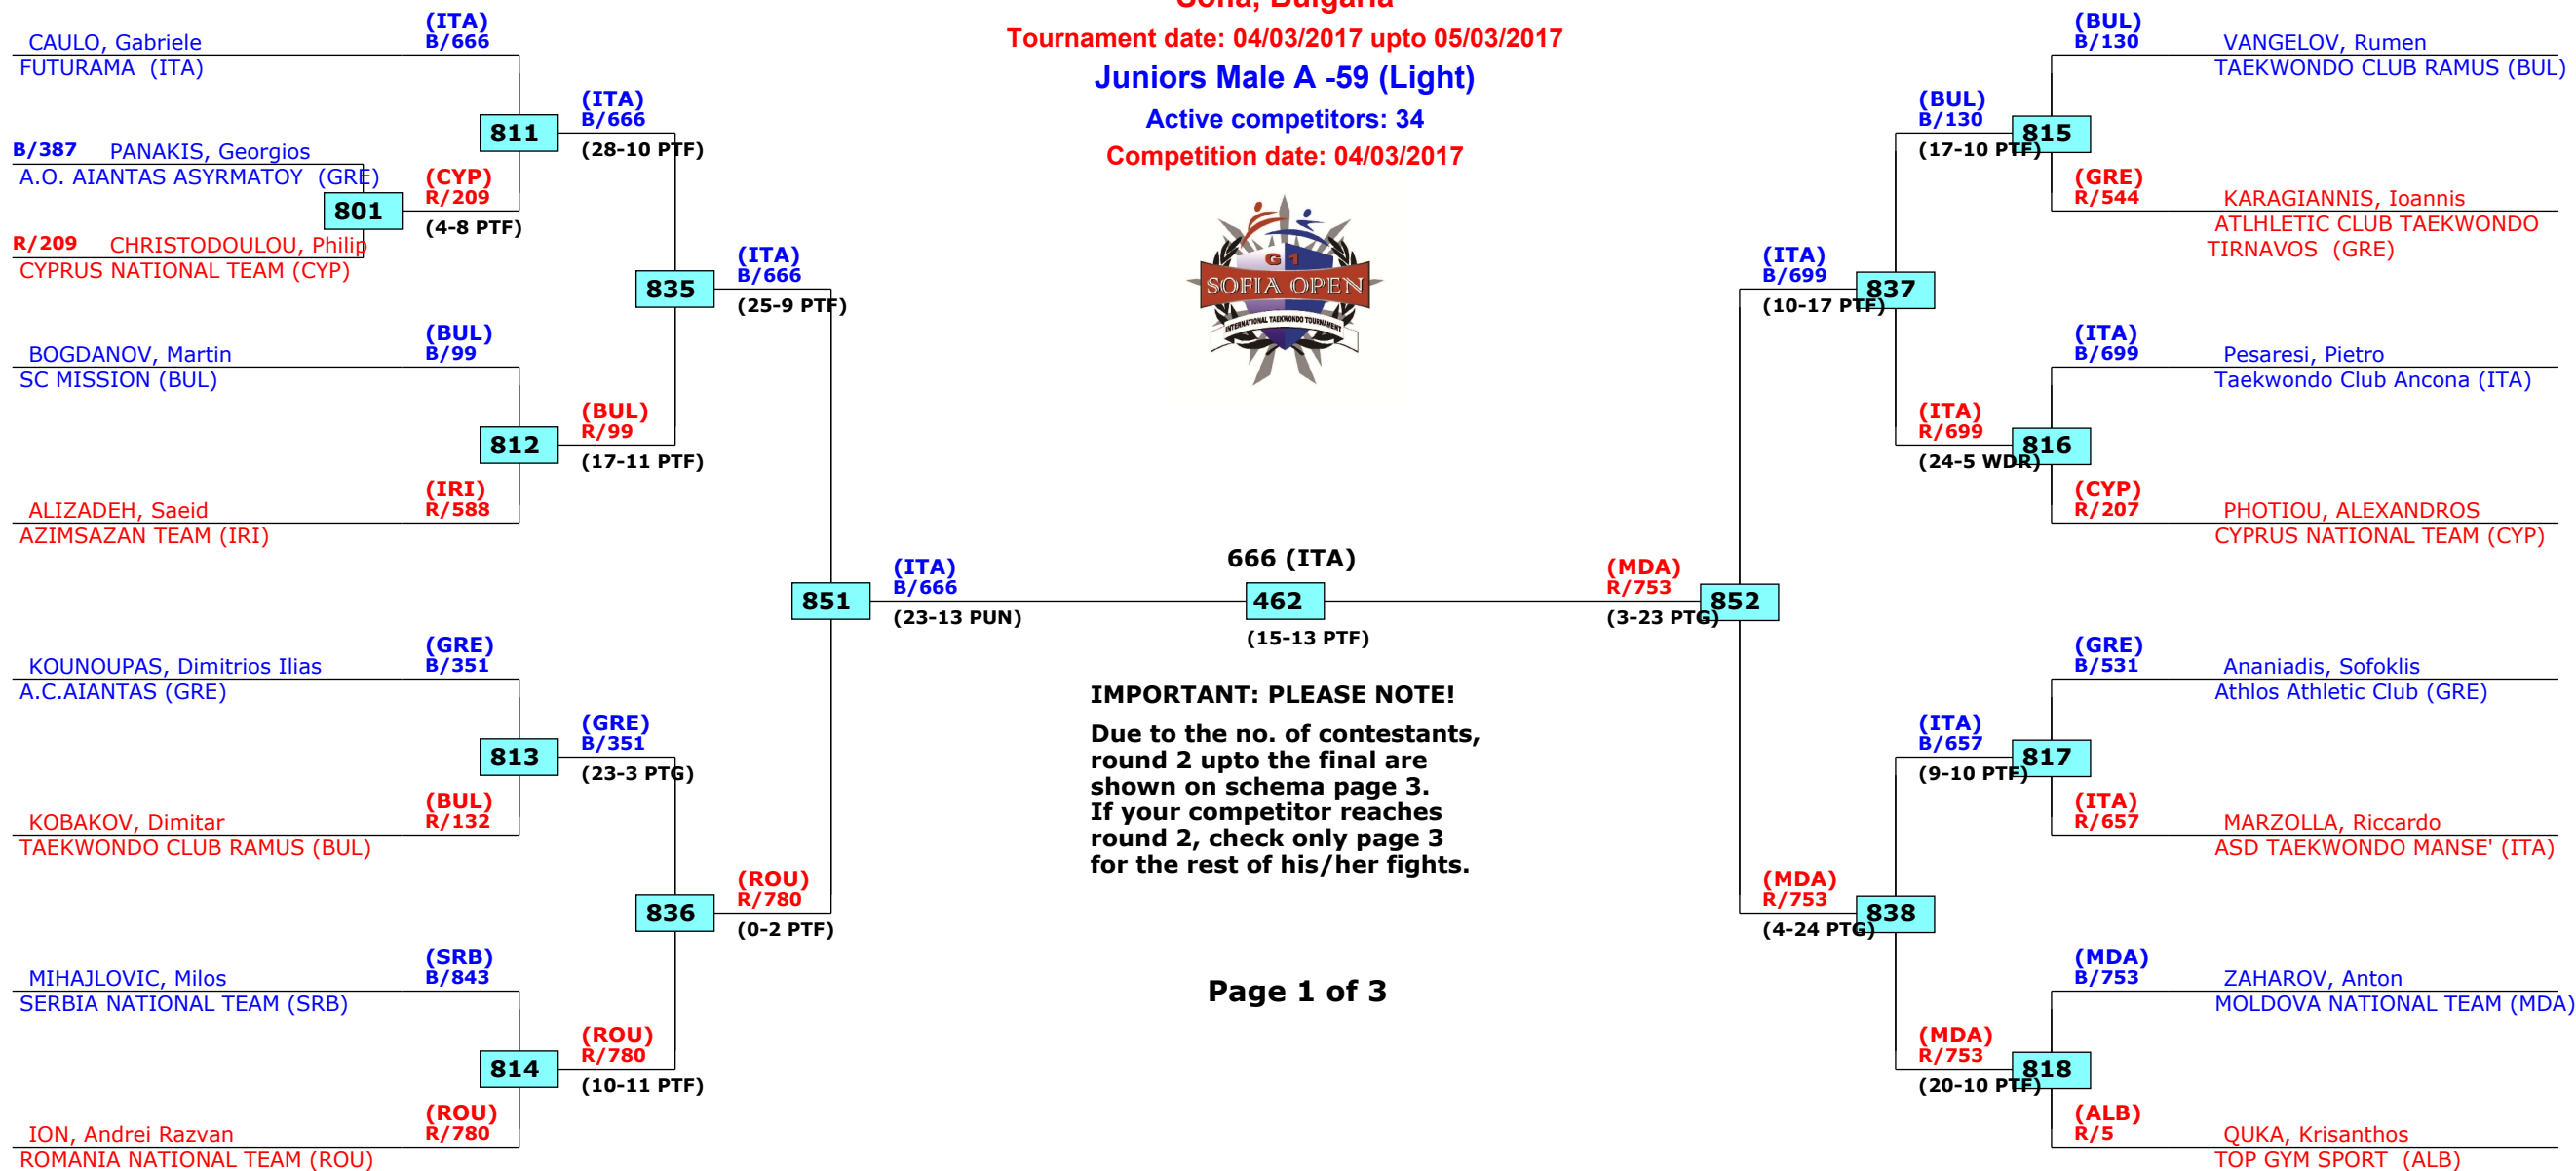 Sofia, Bulgaria
Tournament date: 04/03/2017 upto 05/03/2017
Juniors Male A -59 (Light)
Active competitors: 34
Competition date: 04/03/2017
G 1
SOFIA OPEN
INTERNATIONAL TAEKWONDO TOURNAMENT
CAULO, Gabriele
FUTURAMA (ITA)
(ITA)
B/666
B/387 PANAKIS, Georgios
A.O. AIANTAS ASYRMATOY (GRE)
801
R/209 CHRISTODOULOU, Philip
CYPRUS NATIONAL TEAM (CYP)
(CYP)
R/209
(4-8 PTF)
811
(ITA)
B/666
(28-10 PTF)
BOGDANOV, Martin
SC MISSION (BUL)
(BUL)
B/99
812
(BUL)
R/99
(17-11 PTF)
ALIZADEH, Saeid
AZIMSAZAN TEAM (IRI)
(IRI)
R/588
835
(ITA)
B/666
(25-9 PTF)
KOUNOUPAS, Dimitrios Ilias
A.C.AIANTAS (GRE)
(GRE)
B/351
813
(GRE)
B/351
(23-3 PTG)
KOBAKOV, Dimitar
TAEKWONDO CLUB RAMUS (BUL)
(BUL)
R/132
836
(ROU)
R/780
(0-2 PTF)
MIHAJLOVIC, Milos
SERBIA NATIONAL TEAM (SRB)
(SRB)
B/843
814
(ROU)
R/780
(10-11 PTF)
ION, Andrei Razvan
ROMANIA NATIONAL TEAM (ROU)
(ROU)
R/780
851
(ITA)
B/666
(23-13 PUN)
666 (ITA)
462
(15-13 PTF)
(MDA)
R/753
(3-23 PTG)
852
IMPORTANT: PLEASE NOTE!
Due to the no. of contestants,
round 2 upto the final are
shown on schema page 3.
If your competitor reaches
round 2, check only page 3
for the rest of his/her fights.
Page 1 of 3
(BUL)
B/130
VANGELOV, Rumen
TAEKWONDO CLUB RAMUS (BUL)
(BUL)
B/130
(17-10 PTF)
815
(GRE)
R/544
KARAGIANNIS, Ioannis
ATLHLETIC CLUB TAEKWONDO
TIRNAVOS (GRE)
(ITA)
B/699
(10-17 PTF)
837
(ITA)
B/699
Pesaresi, Pietro
Taekwondo Club Ancona (ITA)
(ITA)
R/699
(24-5 WDR)
816
(CYP)
R/207
PHOTIOU, ALEXANDROS
CYPRUS NATIONAL TEAM (CYP)
(GRE)
B/531
Ananiadis, Sofoklis
Athlos Athletic Club (GRE)
(ITA)
B/657
(9-10 PTF)
817
(ITA)
R/657
MARZOLLA, Riccardo
ASD TAEKWONDO MANSE' (ITA)
(MDA)
R/753
(4-24 PTG)
838
(MDA)
B/753
ZAHAROV, Anton
MOLDOVA NATIONAL TEAM (MDA)
(MDA)
R/753
(20-10 PTF)
818
(ALB)
R/5
QUKA, Krisanthos
TOP GYM SPORT (ALB)